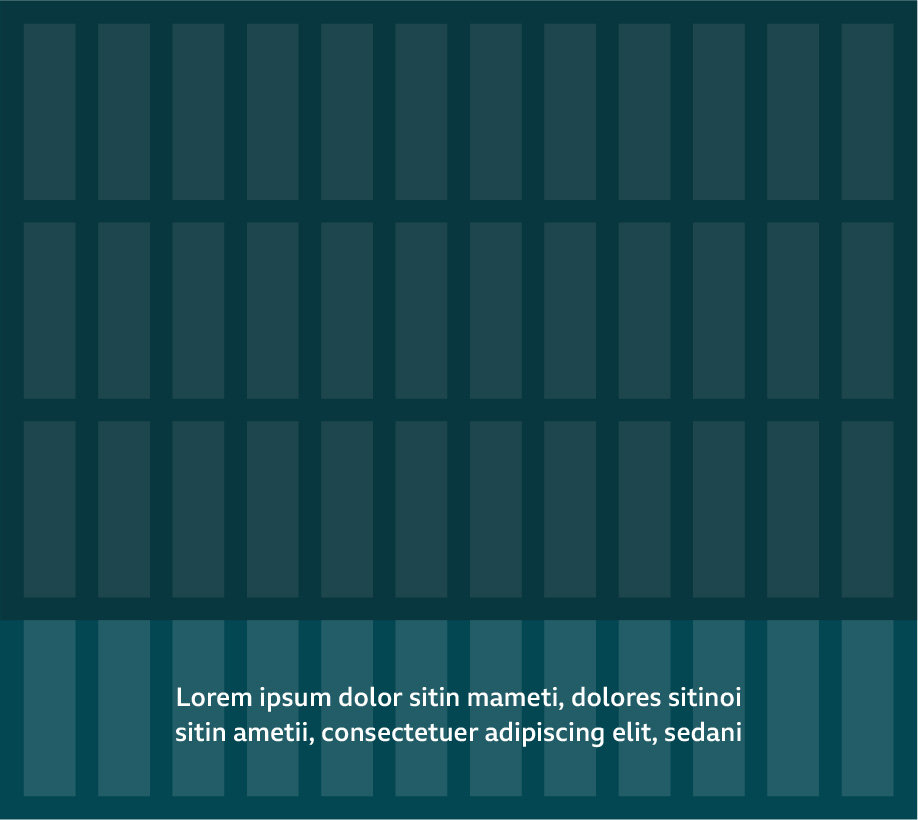 Lorem ipsum dolor sitin mameti, dolores sitinoi
sitin ametii, consectetuer adipiscing elit, sedani